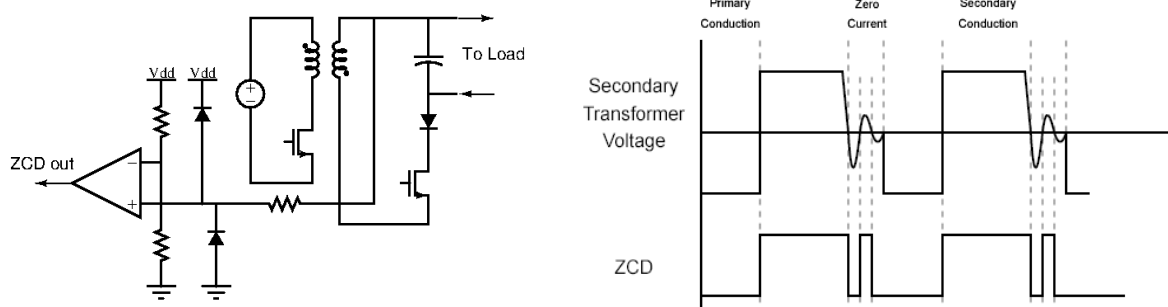 Vdd Vdd
To Load
ZCD out
+
−
−
+
Primary
Conduction
Zero
Current
Secondary
Conduction
Secondary
Transformer
Voltage
ZCD